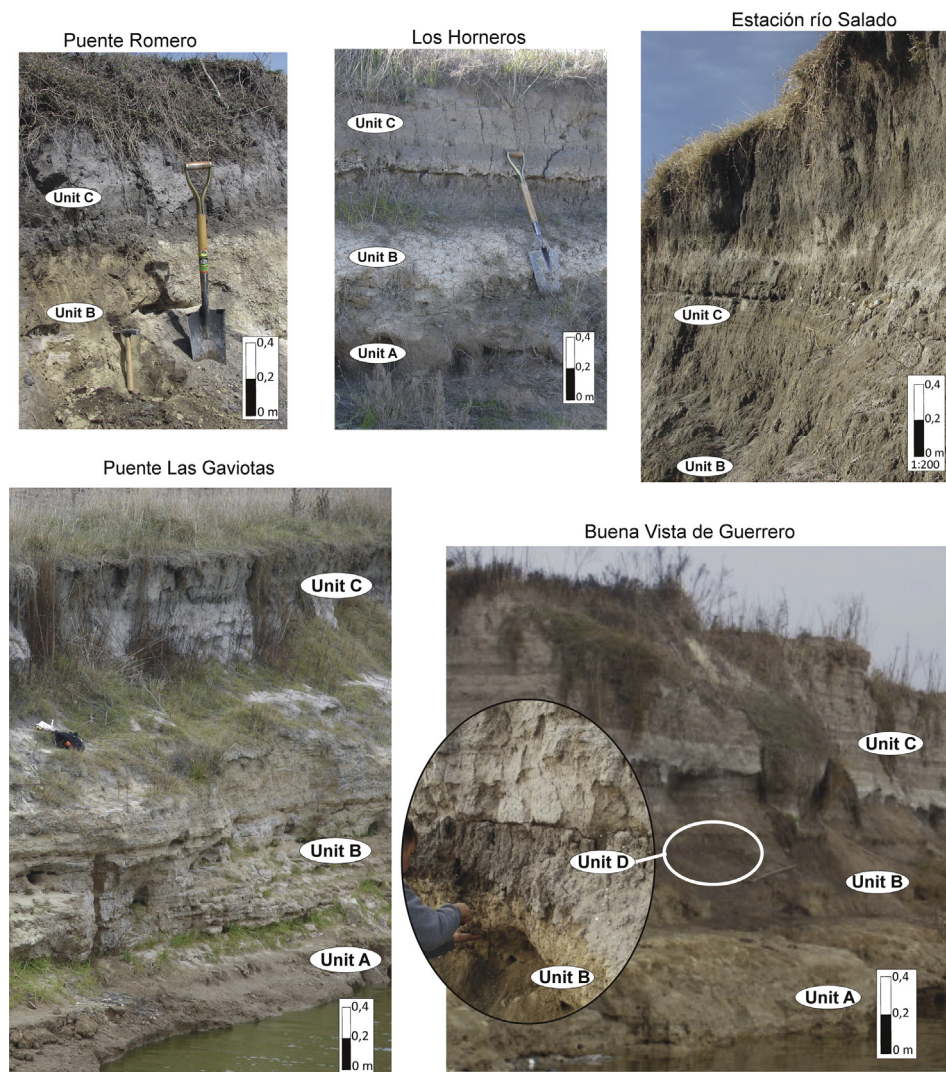 Puente Romero
Unit C
Unit B
0,4
0,2
0 m
Los Horneros
Unit C
Unit B
Unit A
0,4
0,2
0 m
Estación río Salado
Unit C
Unit B
0,4
0,2
0 m
1:200
Puente Las Gaviotas
Unit C
Unit B
Unit A
0,4
0,2
0 m
Buena Vista de Guerrero
Unit C
Unit D
Unit B
Unit B
Unit A
0,4
0,2
0 m